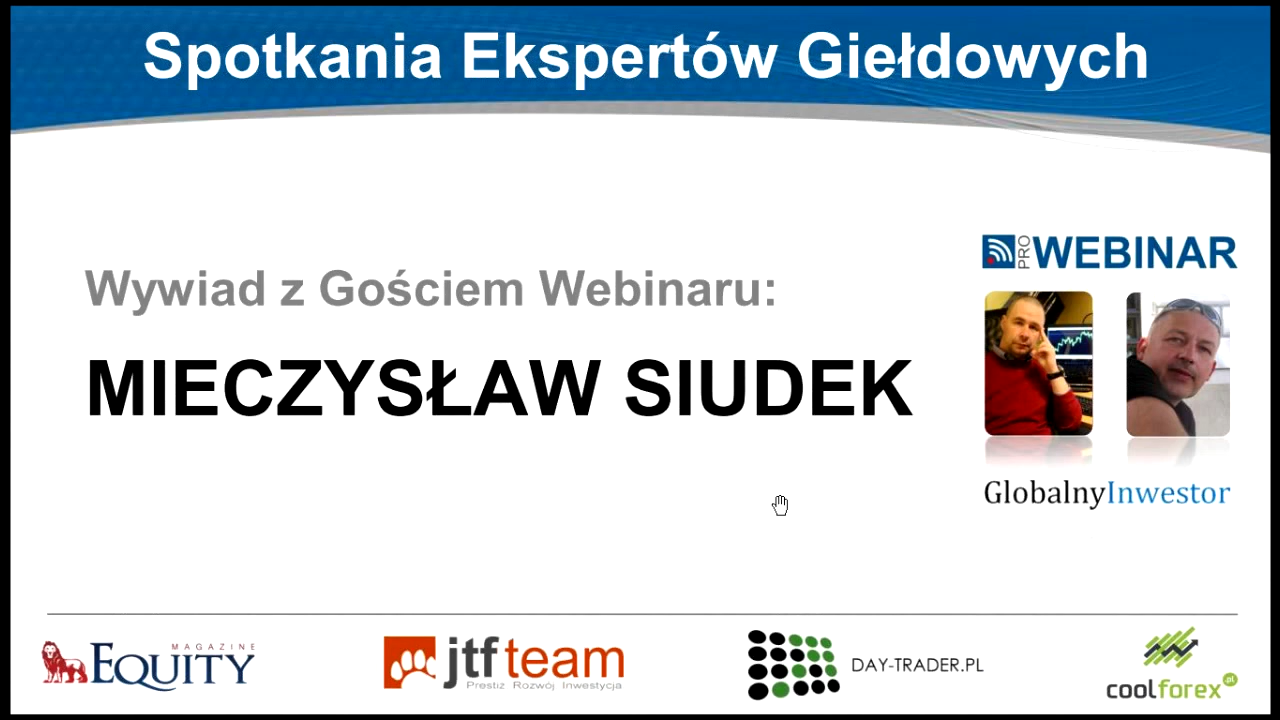 Spotkania Ekspertów Giełdowych
PRO WEBINAR
Wywiad z Gościem Webinaru:
MIECZYSŁAW SIUDEK
GlobalnyInwestor
MAGAZINE
EQUITY
jtf team
Prestiż Rozwój Inwestycja
DAY-TRADER.PL
coolforex.pl